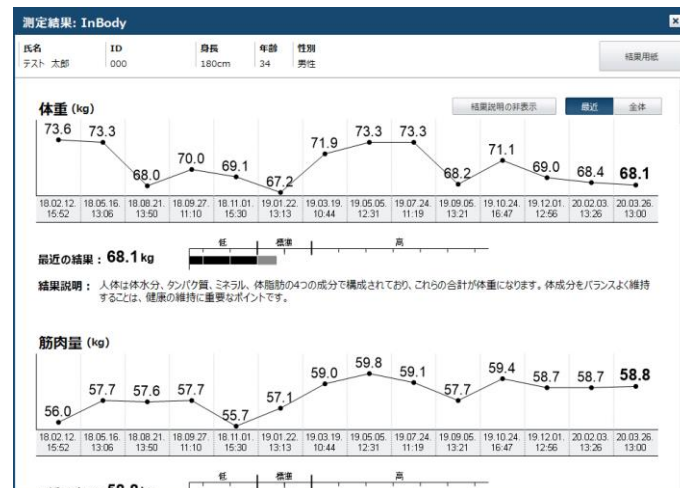 測定結果: InBody
氏名 ID 身長 年齢 性別
テスト 太郎 000 180cm 34 男性
結果用紙
体重 (kg)
結果説明の非表示 最近 全体
73.6 73.3 68.0 70.0 69.1 67.2 71.9 73.3 73.3 68.2 71.1 69.0 68.4 68.1
18.02.12. 18.05.16. 18.08.21. 18.09.27. 18.11.01. 19.01.22. 19.03.19. 19.05.05. 19.07.24. 19.09.05. 19.10.24. 19.12.01. 20.02.03. 20.03.26.
15:52 13:06 13:50 11:10 15:30 13:13 10:44 12:31 11:19 13:21 16:47 12:56 13:26 13:00
低 標準 高
最近の結果 : 68.1 kg
結果説明 : 人体は体水分、タンパク質、ミネラル、体脂肪の4つの成分で構成されており、これらの合計が体重になります。体成分をバランスよく維持
することは、健康の維持に重要なポイントです。
筋肉量 (kg)
56.0 57.7 57.6 57.7 55.7 57.1 59.0 59.8 59.1 57.7 59.4 58.7 58.7 58.8
18.02.12. 18.05.16. 18.08.21. 18.09.27. 18.11.01. 19.01.22. 19.03.19. 19.05.05. 19.07.24. 19.09.05. 19.10.24. 19.12.01. 20.02.03. 20.03.26.
15:52 13:06 13:50 11:10 15:30 13:13 10:44 12:31 11:19 13:21 16:47 12:56 13:26 13:00
低 標準 高